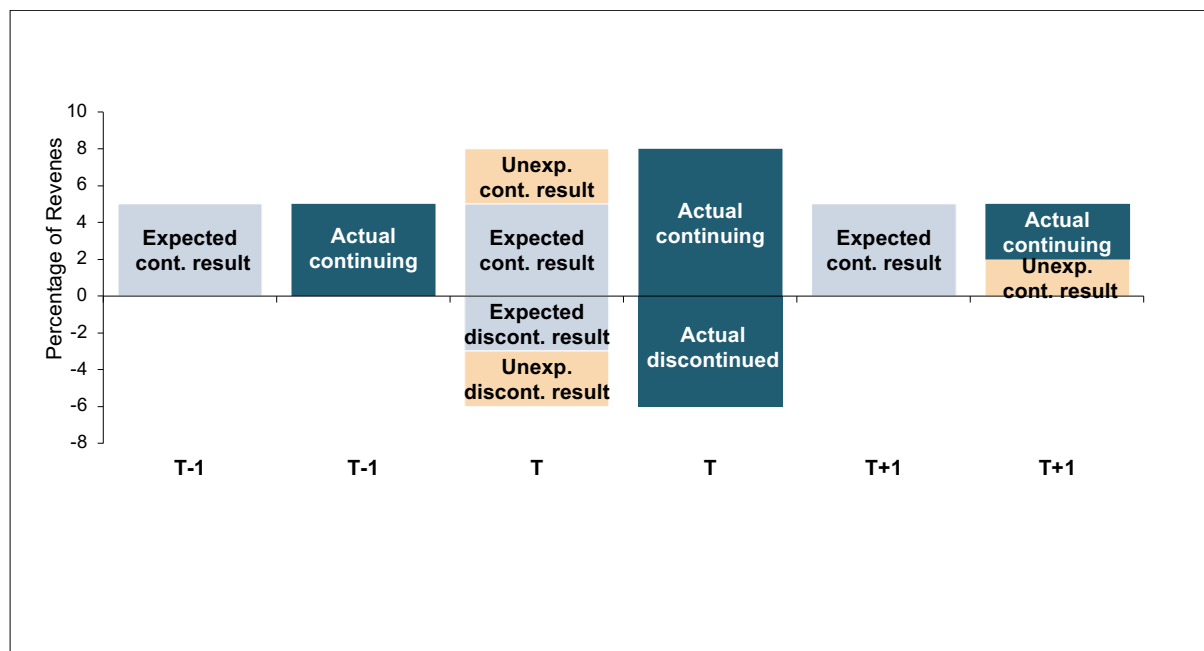 Percentage of Revenes
10
8
6
4
2
0
-2
-4
-6
-8
Expected
cont. result
Actual
continuing
Unexp.
cont. result
Expected
cont. result
Expected
discont. result
Unexp.
discont. result
Actual
continuing
Actual
discontinued
Expected
cont. result
Actual
continuing
Unexp.
cont. result
T-1
T-1
T
T
T+1
T+1